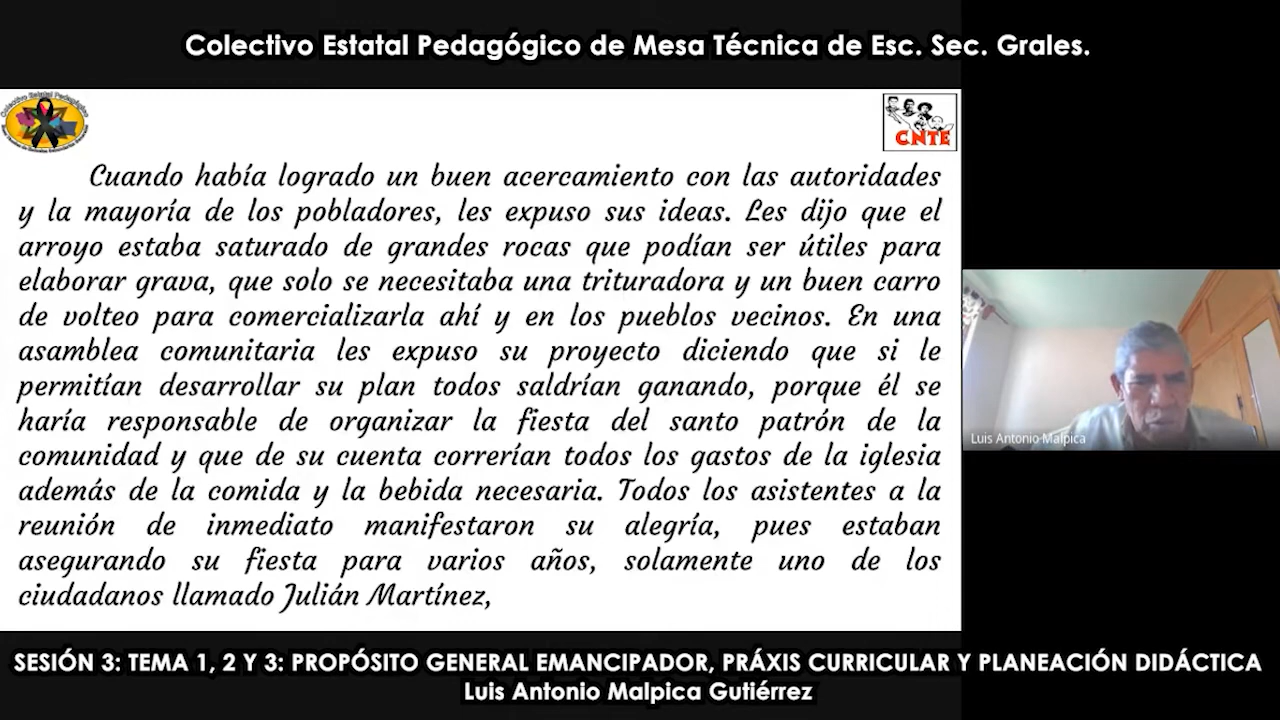 Colectivo Estatal Pedagógico de Mesa Técnica de Esc. Sec. Grales.
CNTE
Cuando había logrado un buen acercamiento con las autoridades
y la mayoría de los pobladores, les expuso sus ideas. Les dijo que el
arroyo estaba saturado de grandes rocas que podían ser útiles para
elaborar grava, que solo se necesitaba una trituradora y un buen carro
de volteo para comercializarla ahí y en los pueblos vecinos. En una
asamblea comunitaria les expuso su proyecto diciendo que si le
permitían desarrollar su plan todos saldrían ganando, porque él se
haría responsable de organizar la fiesta del santo patrón de la
comunidad y que de su cuenta correrían todos los gastos de la iglesia
además de la comida y la bebida necesaria. Todos los asistentes a la
reunión de inmediato manifestaron su alegría, pues estaban
asegurando su fiesta para varios años, solamente uno de los
ciudadanos llamado Julián Martínez,
Luis Antonio Malpica
SESIÓN 3: TEMA 1, 2 Y 3: PROPÓSITO GENERAL EMANCIPADOR, PRÁXIS CURRICULAR Y PLANEACIÓN DIDÁCTICA
Luis Antonio Malpica Gutiérrez